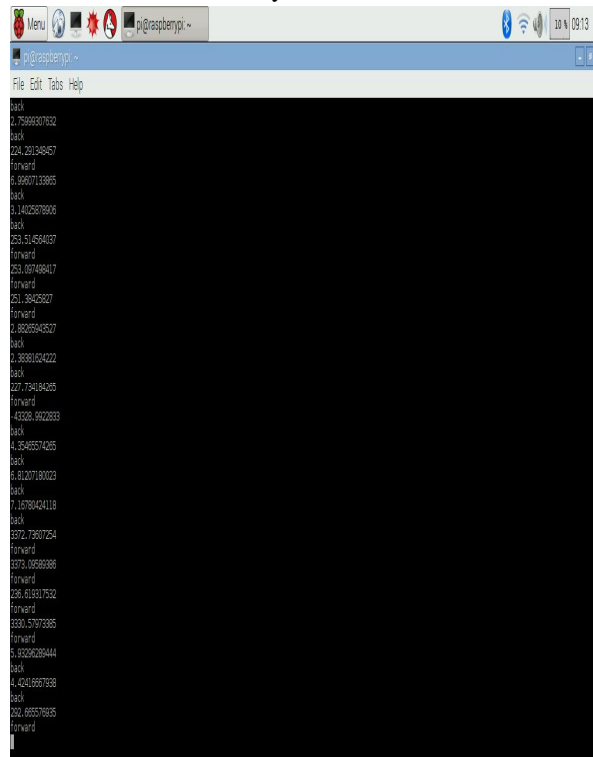 Menu pi@raspberrypi: ~ 10 % 09:13
pi@raspberrypi: ~
File Edit Tabs Help
back
2.75999307632
back
224.291348457
forward
6.99607133865
back
3.14025878906
back
253.514564037
forward
253.097498417
forward
251.38425827
forward
2.88265943527
back
2.38381624222
back
227.734184265
forward
-43328.9922833
back
4.35465574265
back
6.81207180023
back
7.16780424118
back
3372.73607254
forward
3373.09589386
forward
236.619317532
forward
3330.57973385
forward
5.93296289444
back
4.42416667938
back
292.665576935
forward